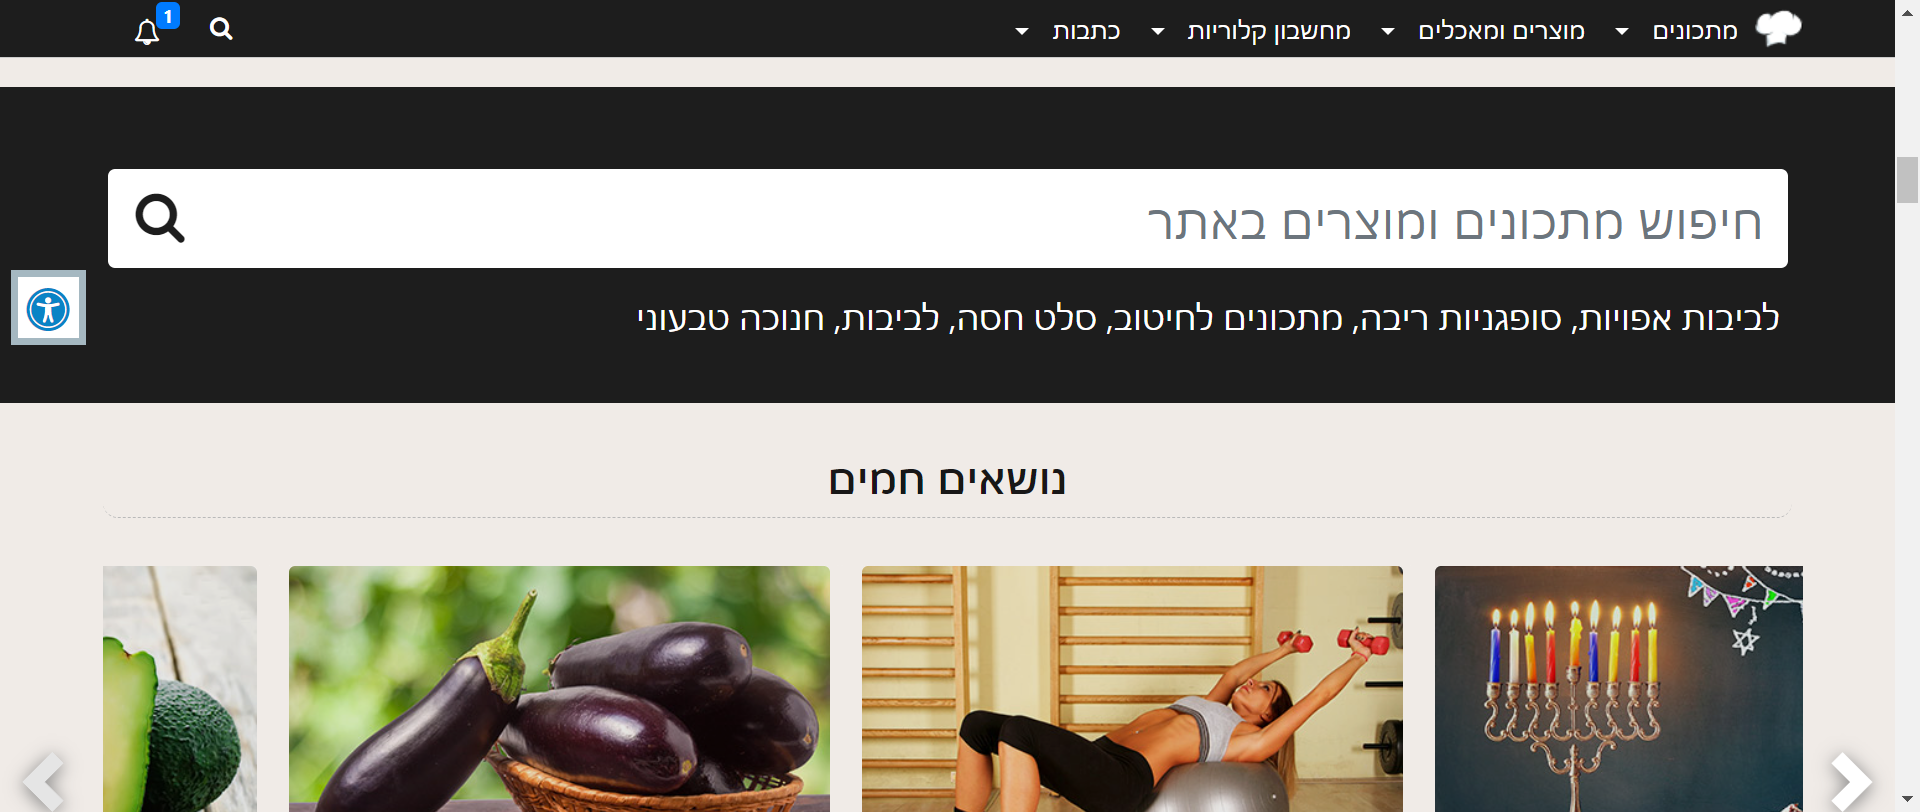 מתכונים מוצרים ומאכלים מחשבון קלוריות כתבות 1
חיפוש מתכונים ומוצרים באתר
לביבות אפויות, סופגניות ריבה, מתכונים לחיטוב, סלט חסה, לביבות, חנוכה טבעוני
נושאים חמים